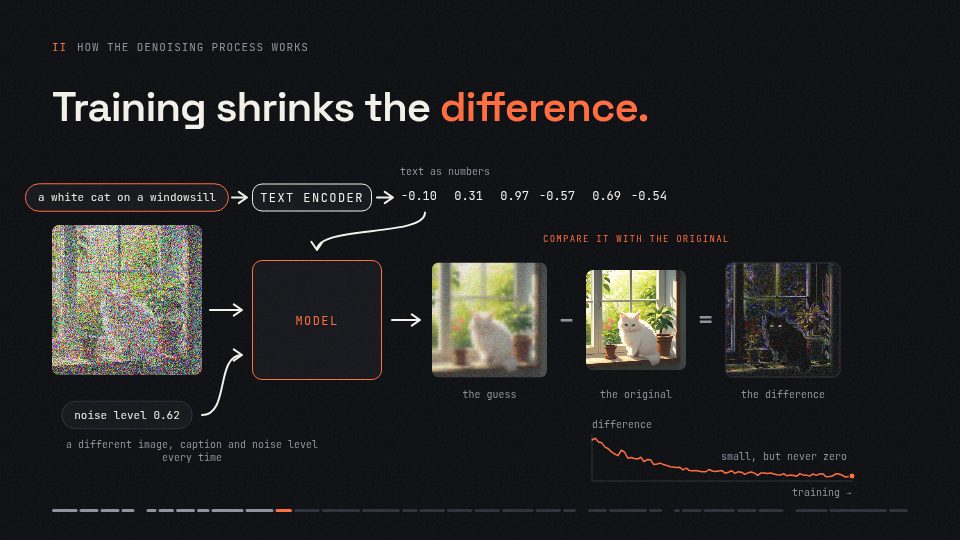 II HOW THE DENOISING PROCESS WORKS
Training shrinks the difference.
text as numbers
a white cat on a windowsill
TEXT ENCODER
-0.10 0.31 0.97 -0.57 0.69 -0.54
COMPARE IT WITH THE ORIGINAL
MODEL
the guess
the original
the difference
noise level 0.62
a different image, caption and noise level
every time
difference
small, but never zero
training →